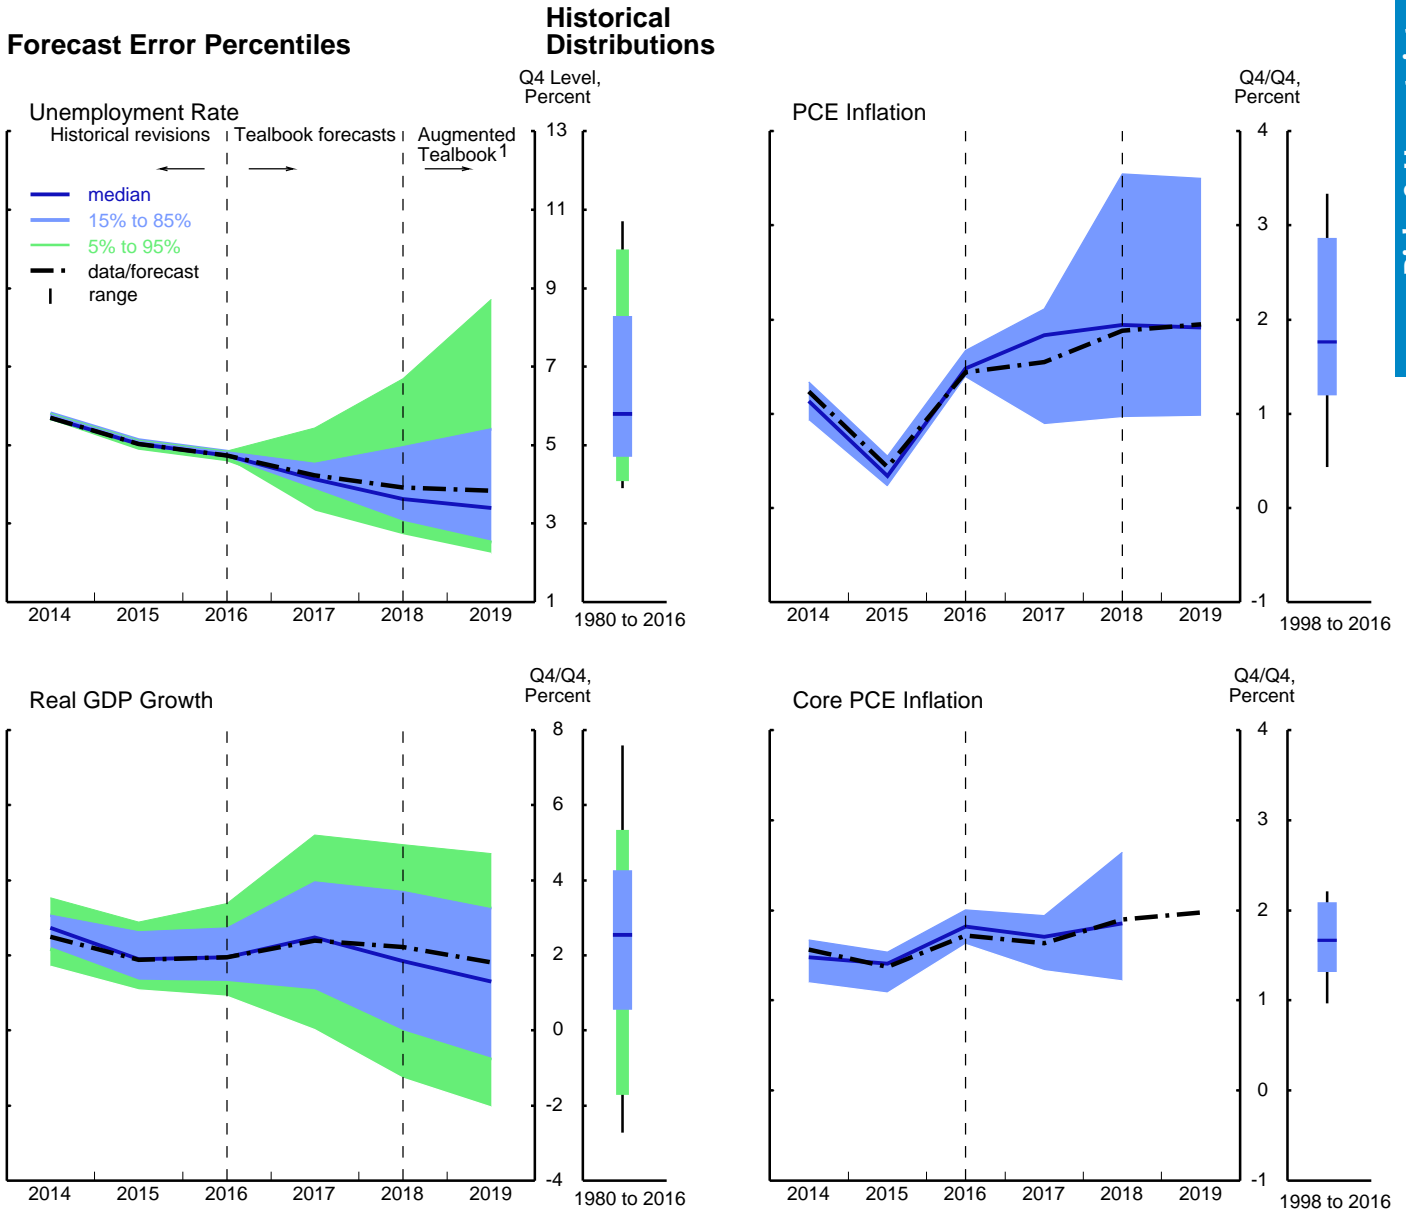 Forecast Error Percentiles
Historical
Distributions
Unemployment Rate
Q4 Level,
Percent
Historical revisions
Tealbook forecasts
Augmented
Tealbook1
median
15% to 85%
5% to 95%
data/forecast
range
13
11
9
7
5
3
1
2014 2015 2016 2017 2018 2019
1980 to 2016
PCE Inflation
Q4/Q4,
Percent
4
3
2
1
0
-1
2014 2015 2016 2017 2018 2019
1998 to 2016
Real GDP Growth
Q4/Q4,
Percent
8
6
4
2
0
-2
-4
2014 2015 2016 2017 2018 2019
1980 to 2016
Core PCE Inflation
Q4/Q4,
Percent
4
3
2
1
0
-1
2014 2015 2016 2017 2018 2019
1998 to 2016